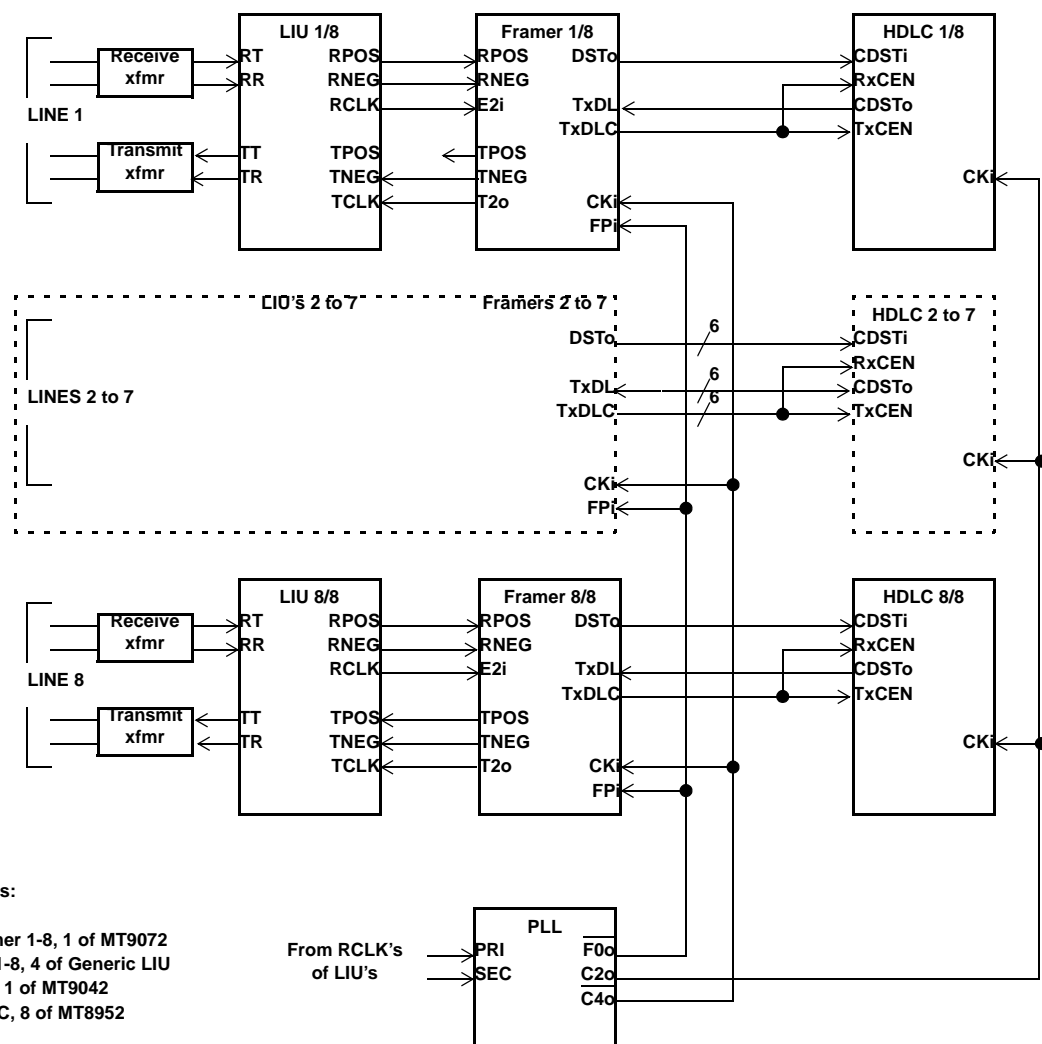 LIU 1/8
Framer 1/8
HDLC 1/8
Receive
xfmr
RT
RR
RPOS
RNEG
RCLK
RPOS
RNEG
E2i
DSTo
TxDL
TxDLC
CDSTi
RxCEN
CDSTo
TxCEN
LINE 1
Transmit
xfmr
TT
TR
TPOS
TNEG
TCLK
TPOS
TNEG
T2o
CKi
FPi
CKi
LIU's 2 to 7
Framers 2 to 7
HDLC 2 to 7
DSTo
6
CDSTi
RxCEN
TxDL
6
CDSTo
TxDLC
6
TxCEN
LINES 2 to 7
CKi
CKi
FPi
LIU 8/8
Framer 8/8
HDLC 8/8
Receive
xfmr
RT
RR
RPOS
RNEG
RCLK
RPOS
RNEG
E2i
DSTo
TxDL
TxDLC
CDSTi
RxCEN
CDSTo
TxCEN
LINE 8
Transmit
xfmr
TT
TR
TPOS
TNEG
TCLK
TPOS
TNEG
T2o
CKi
FPi
CKi
s:
er 1-8, 1 of MT9072
1-8, 4 of Generic LIU
1 of MT9042
C, 8 of MT8952
From RCLK's
of LIU's
PLL
PRI
SEC
F0o
C2o
C4o